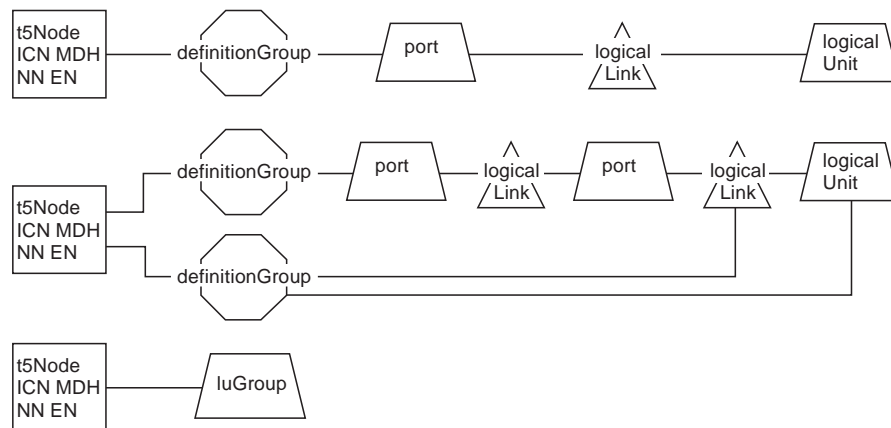 t5Node
ICN MDH
NN EN
definitionGroup
port
logical
Link
logical
Unit
t5Node
ICN MDH
NN EN
definitionGroup
port
logical
Link
port
logical
Link
logical
Unit
definitionGroup
t5Node
ICN MDH
NN EN
luGroup